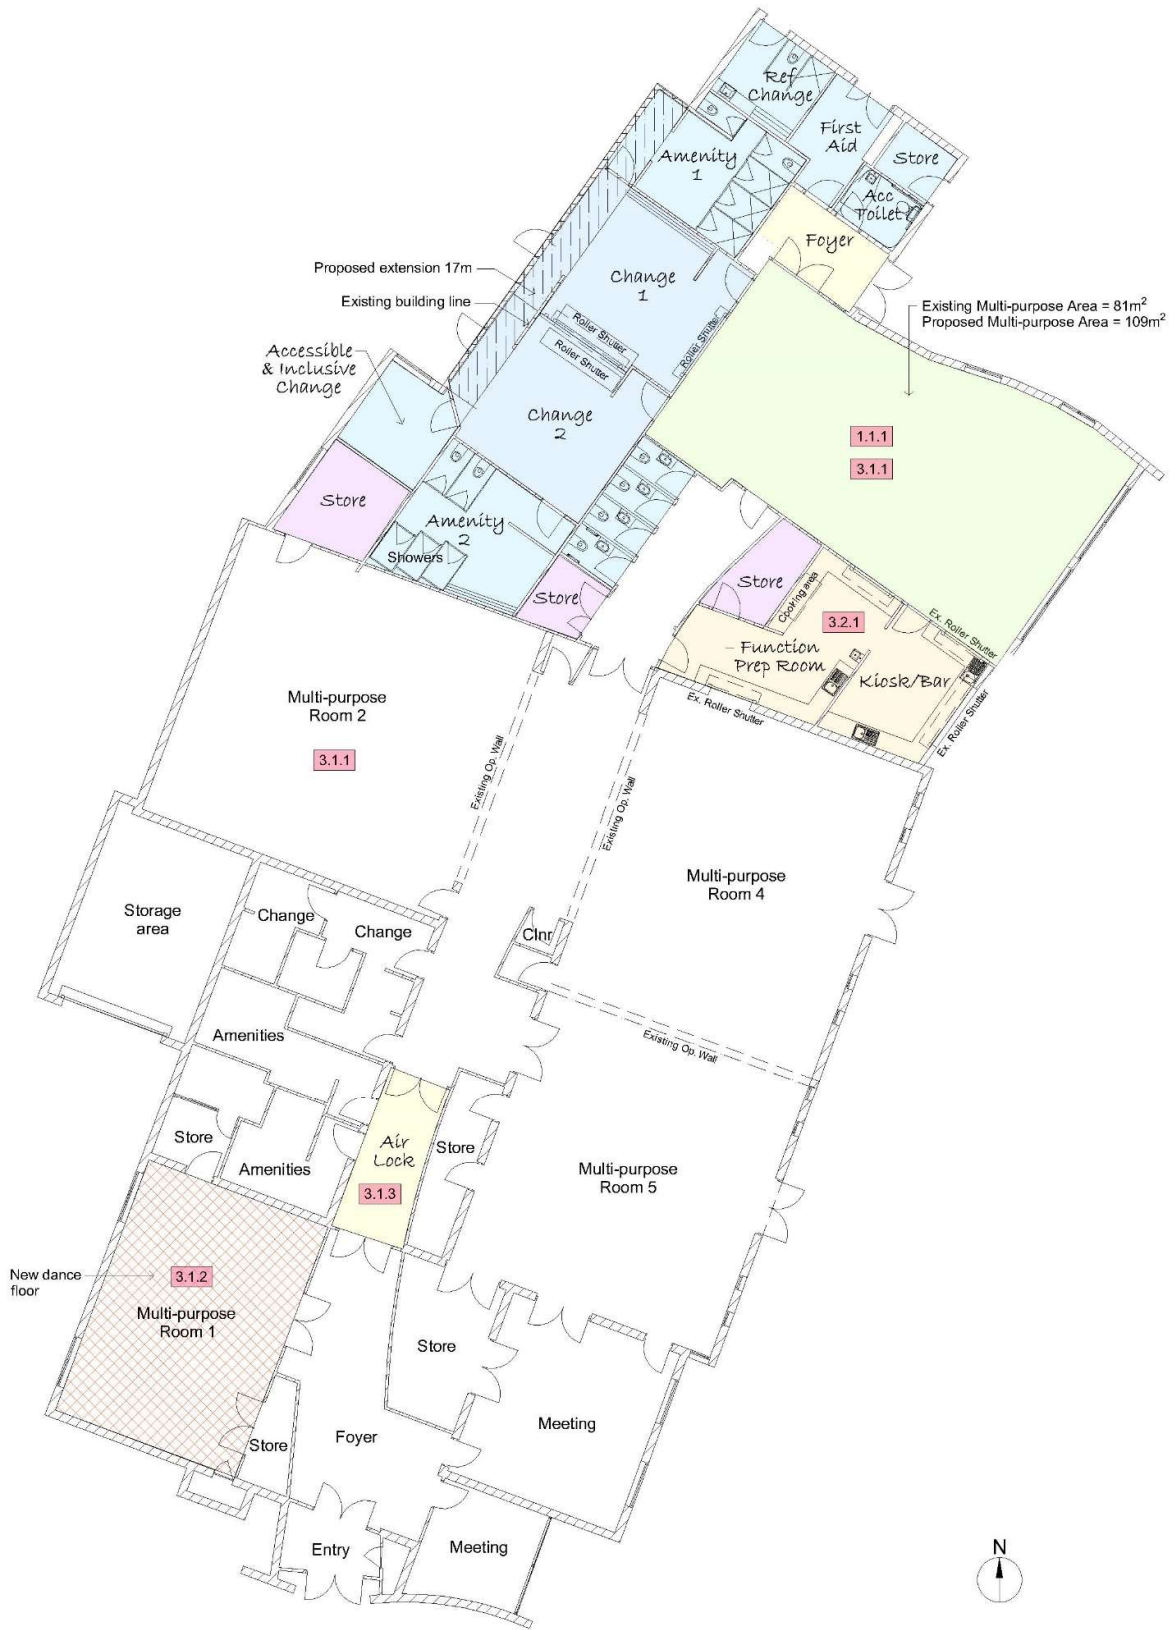 Ref
Change
First
Aid
Store
Amenity
1
Acc
Toilet
Foyer
Proposed extension 17m
Existing building line
Change
1
Roller Shutter
Roller Shutter
Roller Shutter
Existing Multi-purpose Area = 81m²
Proposed Multi-purpose Area = 109m²
Accessible
& Inclusive
Change
Change
2
1.1.1
3.1.1
Store
Amenity
2
Showers
Store
Store
Cooking area
3.2.1
Ex. Roller Shutter
Function
Prep Room
Kiosk/Bar
Ex. Roller Shutter
Ex. Roller Shutter
Multi-purpose
Room 2
3.1.1
Existing Op. Wall
Existing Op. Wall
Multi-purpose
Room 4
Storage
area
Change
Change
Clnr
Amenities
Existing Op. Wall
Store
Amenities
Air
Lock
3.1.3
Store
Multi-purpose
Room 5
New dance
floor
3.1.2
Multi-purpose
Room 1
Store
Store
Foyer
Meeting
Entry
Meeting
N